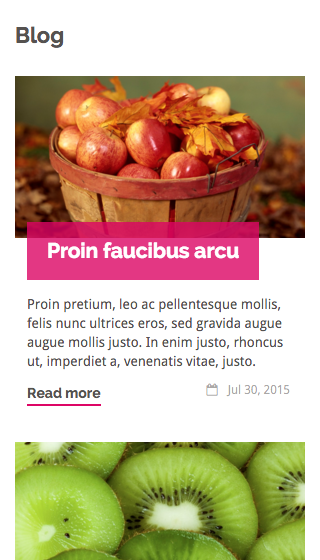 Blog
Proin faucibus arcu
Proin pretium, leo ac pellentesque mollis,
felis nunc ultrices eros, sed gravida augue
augue mollis justo. In enim justo, rhoncus
ut, imperdiet a, venenatis vitae, justo.
Read more
Jul 30, 2015